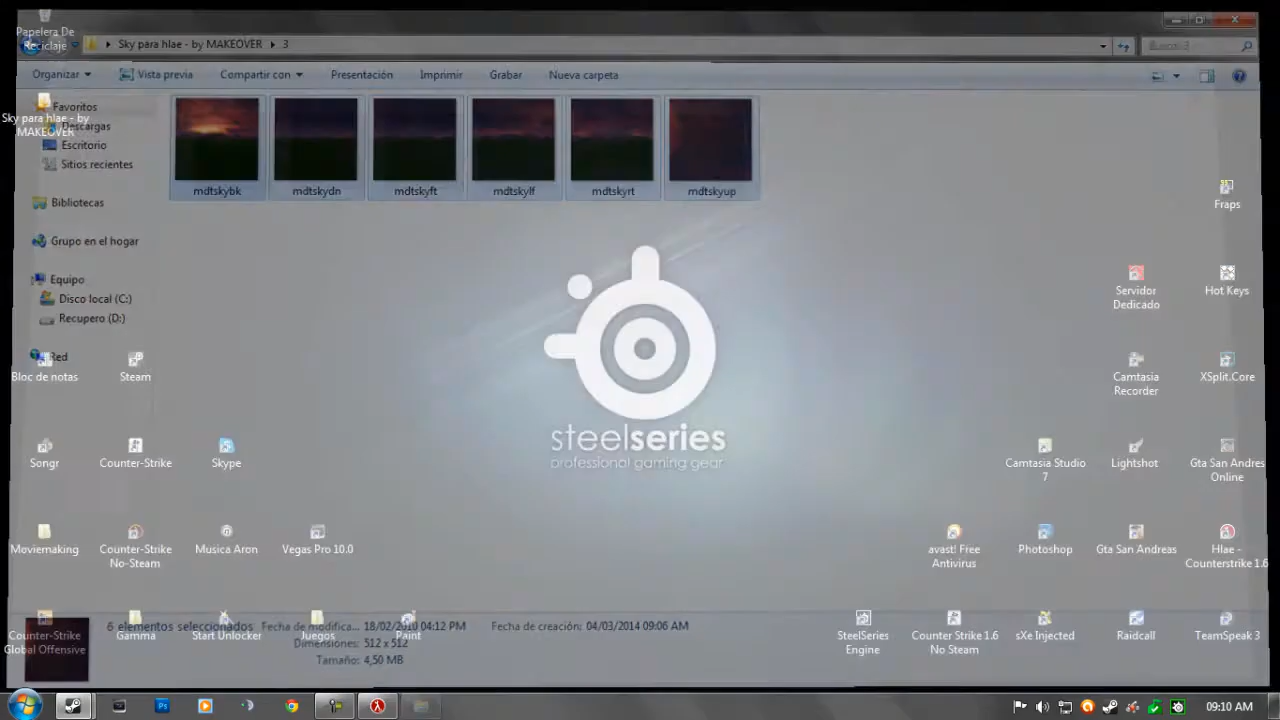 Papelera De
Reciclaje
Sky para hlae - by MAKEOVER
3
Buscar 3
Organizar
Vista previa
Compartir con
Presentación
Imprimir
Grabar
Nueva carpeta
Favoritos
Descargas
Escritorio
Sitios recientes
Bibliotecas
Grupo en el hogar
Equipo
Disco local (C:)
Recupero (D:)
Red
Sky para hlae - by
MAKEOVER
mdtskybk
mdtskydn
mdtskyft
mdtskylf
mdtskyrt
mdtskyup
Fraps
Servidor
Dedicado
Hot Keys
steelseries
professional gaming gear
Bloc de notas
Steam
Camtasia
Recorder
XSplit.Core
Songr
Counter-Strike
Skype
Camtasia Studio
7
Lightshot
Gta San Andres
Online
Moviemaking
Counter-Strike
No-Steam
Musica Aron
Vegas Pro 10.0
avast! Free
Antivirus
Photoshop
Gta San Andreas
Hlae -
Counterstrike 1.6
Counter-Strike
Global Offensive
Gamma
Start Unlocker
Juegos
Paint
SteelSeries
Engine
Counter Strike 1.6
No Steam
sXe Injected
Raidcall
TeamSpeak 3
6 elementos seleccionados
Fecha de modifica... 18/02/2010 04:12 PM
Fecha de creación: 04/03/2014 09:06 AM
Dimensiones: 512 x 512
Tamaño: 4,50 MB
Ps
09:10 AM